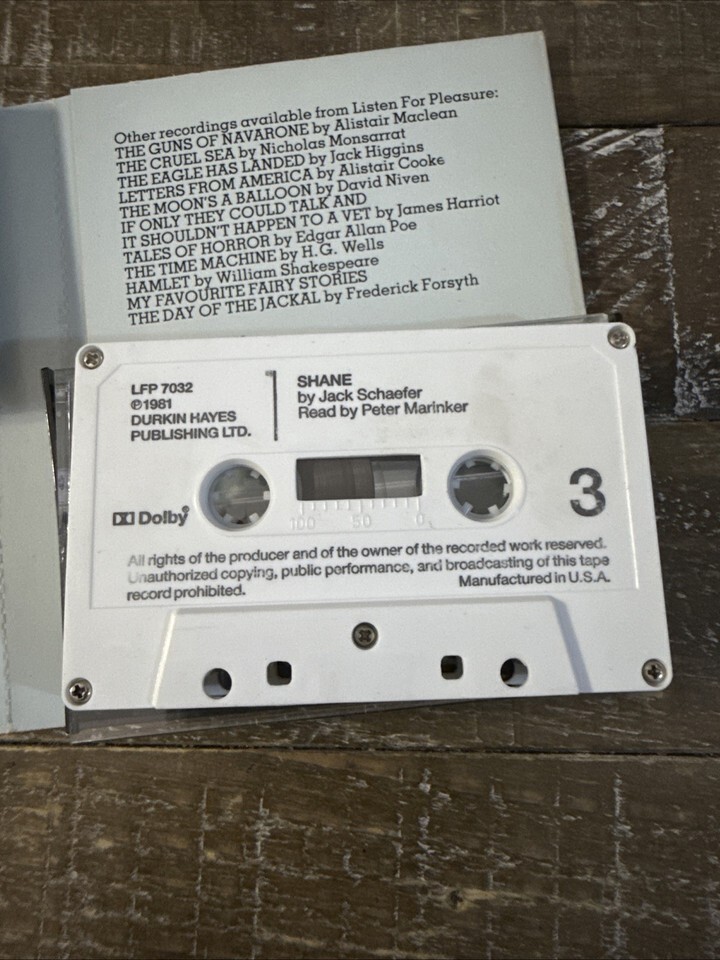 Other recordings available from Listen For Pleasure:
THE GUNS OF NAVARONE by Alistair Maclean
THE CRUEL SEA by Nicholas Monsarrat
THE EAGLE HAS LANDED by Jack Higgins
LETTERS FROM AMERICA by Alistair Cooke
THE MOON'S A BALLOON by David Niven
IF ONLY THEY COULD TALK AND
IT SHOULDN'T HAPPEN TO A VET by James Harriot
TALES OF HORROR by Edgar Allan Poe
THE TIME MACHINE by H.G. Wells
HAMLET by William Shakespeare
MY FAVOURITE FAIRY STORIES
THE DAY OF THE JACKAL by Frederick Forsyth
LFP 7032
℗1981
DURKIN HAYES
PUBLISHING LTD.
SHANE
by Jack Schaefer
Read by Peter Marinker
Dolby®
100 50 0
3
All rights of the producer and of the owner of the recorded work reserved.
Unauthorized copying, public performance, and broadcasting of this tape
record prohibited. Manufactured in U.S.A.